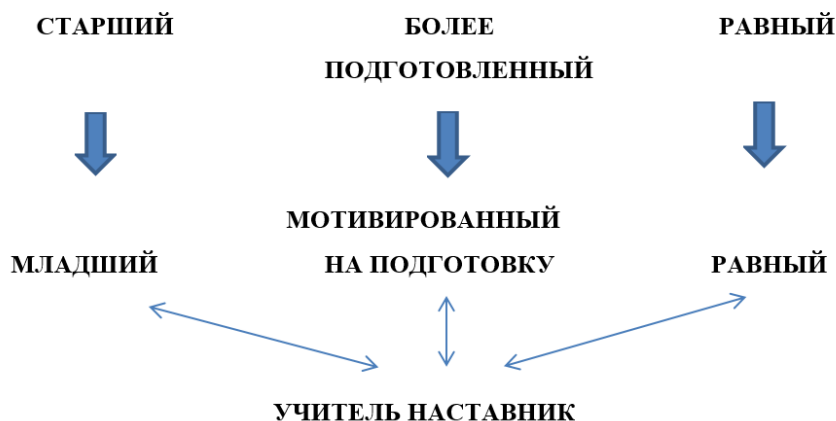 СТАРШИЙ БОЛЕЕ РАВНЫЙ
ПОДГОТОВЛЕННЫЙ
МОТИВИРОВАННЫЙ
МЛАДШИЙ НА ПОДГОТОВКУ РАВНЫЙ
УЧИТЕЛЬ НАСТАВНИК